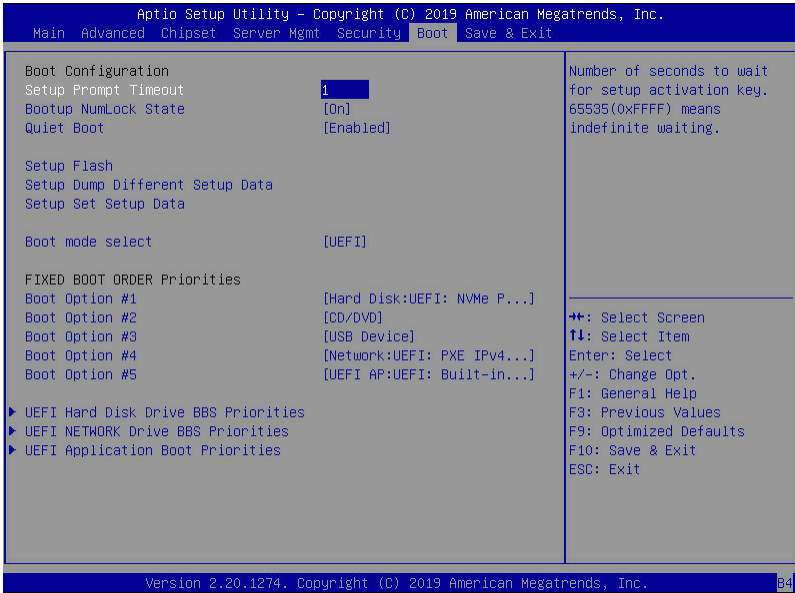 Aptio Setup Utility – Copyright (C) 2019 American Megatrends, Inc.
Main Advanced Chipset Server Mgmt Security Boot Save & Exit
Boot Configuration
Setup Prompt Timeout 1
Bootup NumLock State [On]
Quiet Boot [Enabled]
Setup Flash
Setup Dump Different Setup Data
Setup Set Setup Data
Boot mode select [UEFI]
FIXED BOOT ORDER Priorities
Boot Option #1 [Hard Disk:UEFI: NVMe P...]
Boot Option #2 [CD/DVD]
Boot Option #3 [USB Device]
Boot Option #4 [Network:UEFI: PXE IPv4...]
Boot Option #5 [UEFI AP:UEFI: Built-in...]
UEFI Hard Disk Drive BBS Priorities
UEFI NETWORK Drive BBS Priorities
UEFI Application Boot Priorities
Number of seconds to wait
for setup activation key.
65535(0xFFFF) means
indefinite waiting.
→←: Select Screen
↑↓: Select Item
Enter: Select
+/-: Change Opt.
F1: General Help
F3: Previous Values
F9: Optimized Defaults
F10: Save & Exit
ESC: Exit
Version 2.20.1274. Copyright (C) 2019 American Megatrends, Inc.
B4